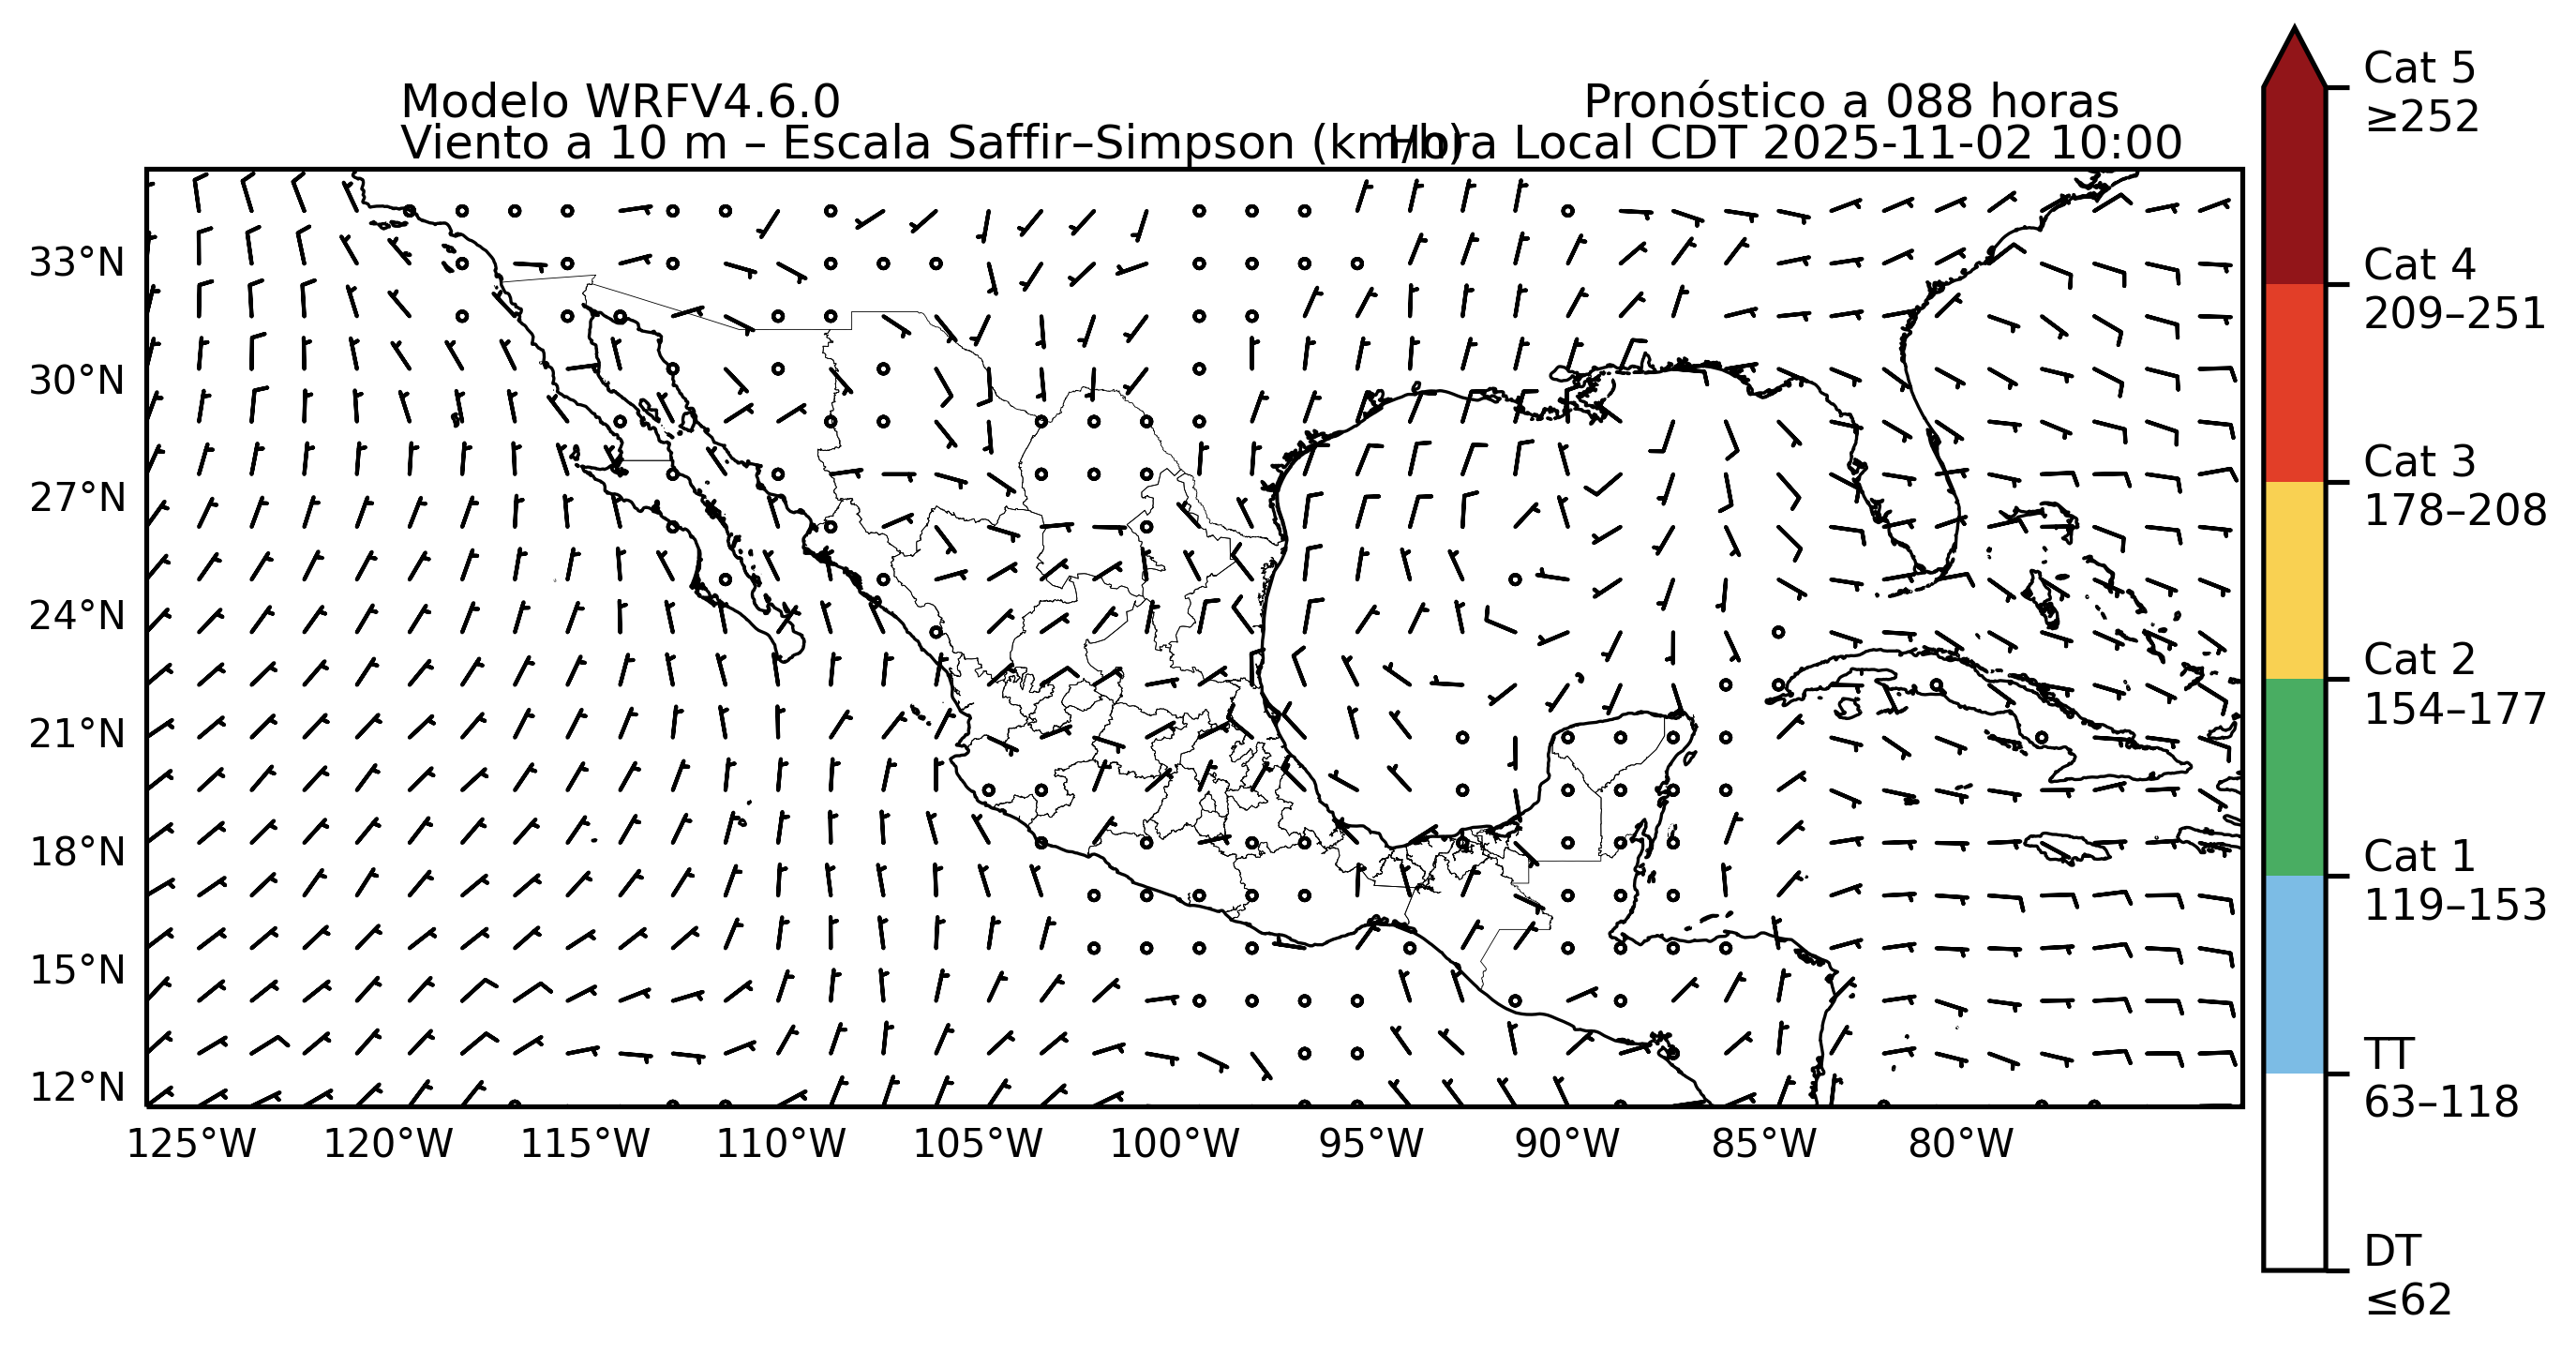 Modelo WRFV4.6.0
Pronóstico a 088 horas
Viento a 10 m – Escala Saffir–Simpson (km/h)
Hora Local CDT 2025-11-02 10:00
33°N
30°N
27°N
24°N
21°N
18°N
15°N
12°N
125°W
120°W
115°W
110°W
105°W
100°W
95°W
90°W
85°W
80°W
Cat 5
≥252
Cat 4
209–251
Cat 3
178–208
Cat 2
154–177
Cat 1
119–153
TT
63–118
DT
≤62